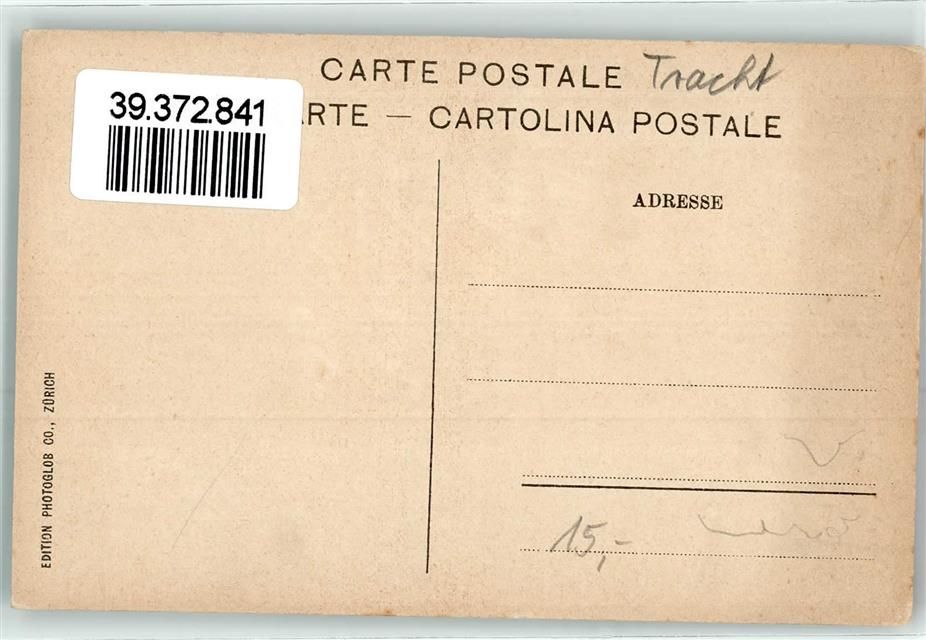 CARTE POSTALE Tracht
39.372.841
ARTE — CARTOLINA POSTALE
ADRESSE
EDITION PHOTOGLOB CO., ZÜRICH
15,-